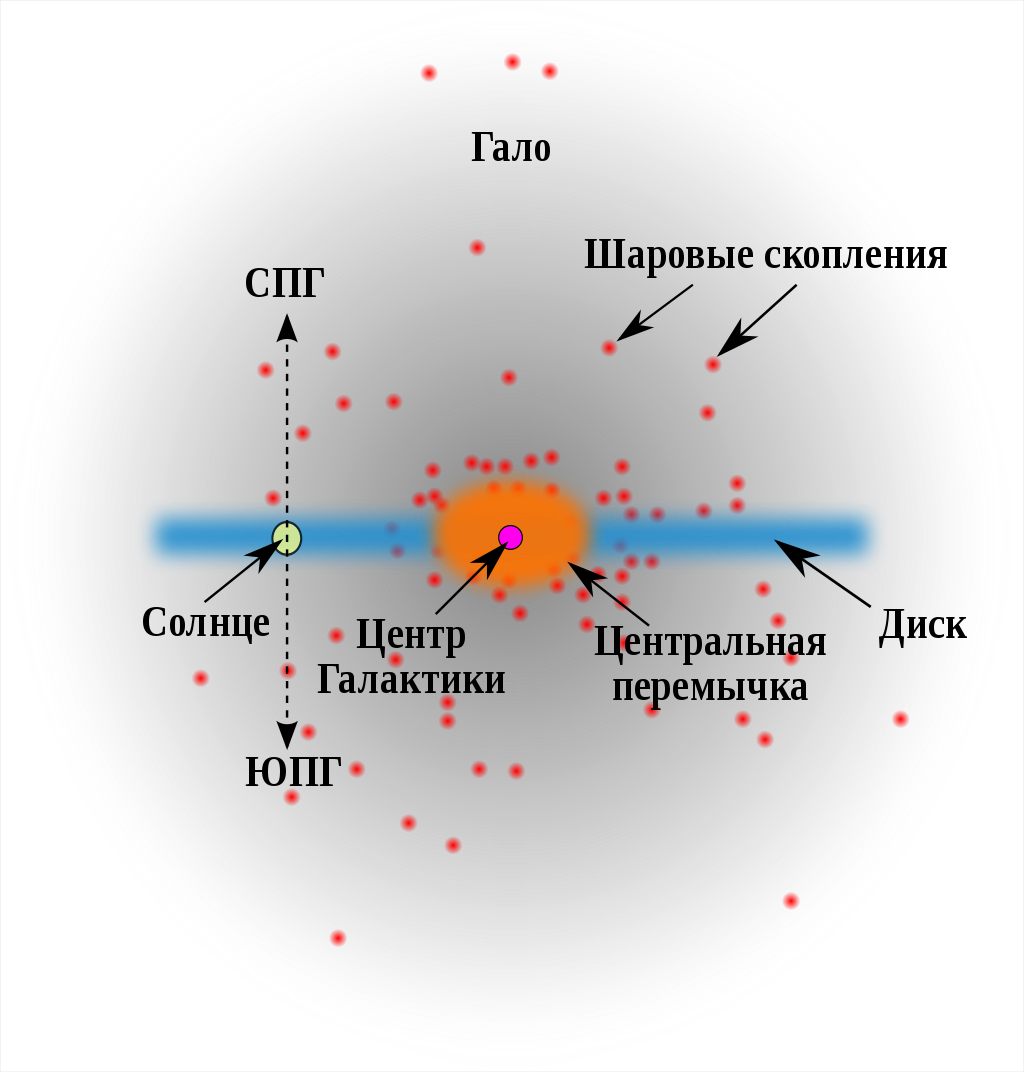 Гало
Шаровые скопления
СПГ
Солнце
Центр
Галактики
Центральная
перемычка
Диск
ЮПГ